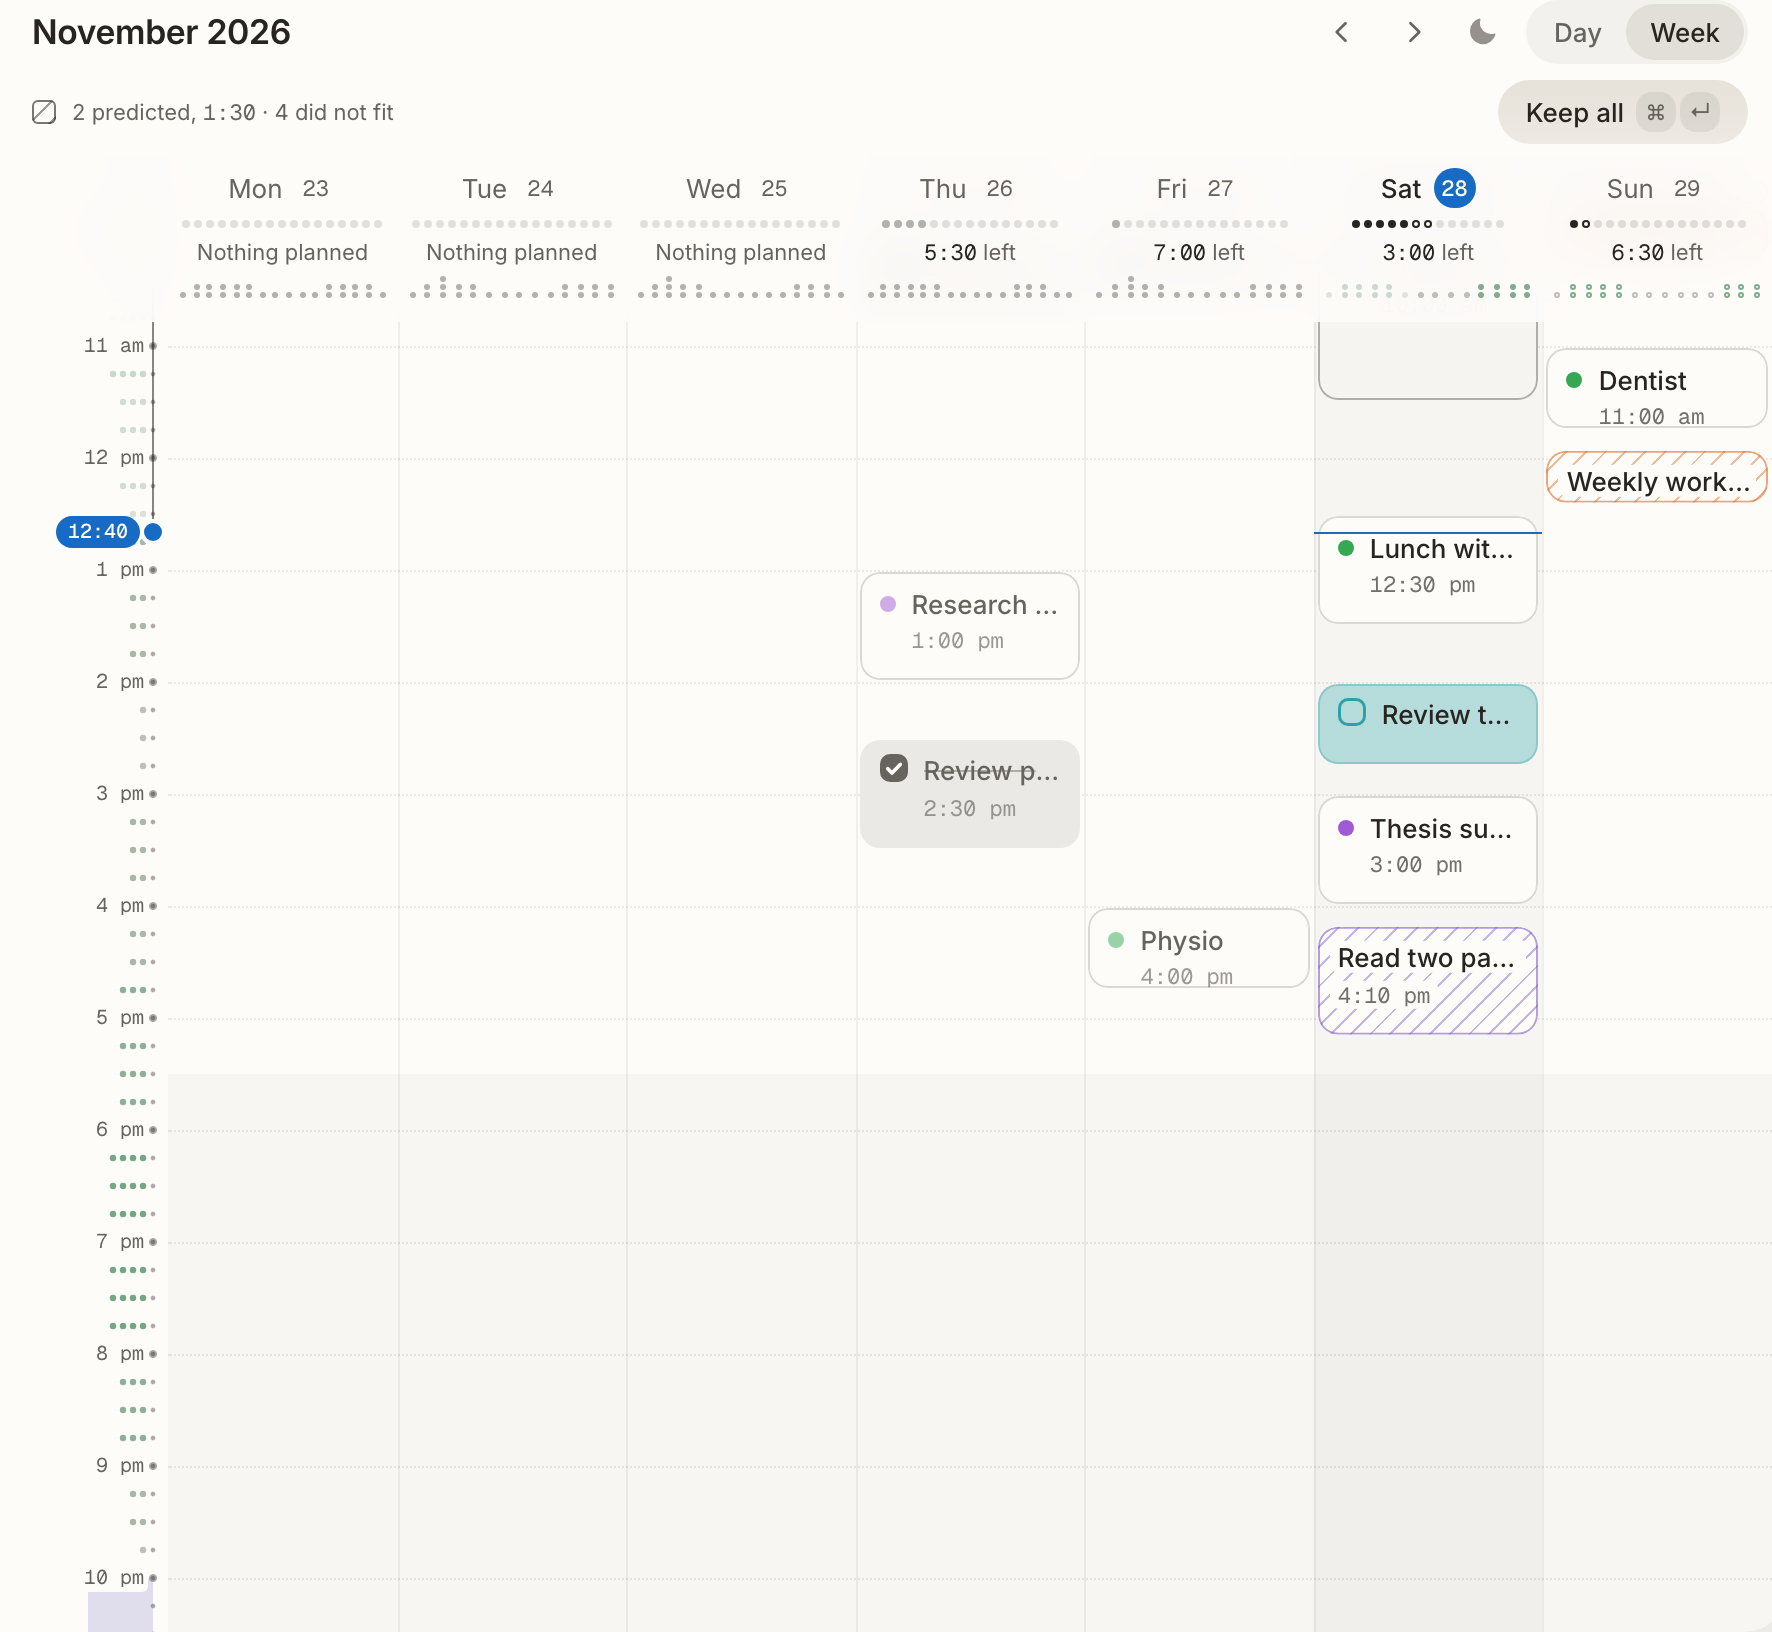 November 2026
Day
Week
2 predicted, 1:30 · 4 did not fit
Keep all ⌘ ↵
Mon 23
Tue 24
Wed 25
Thu 26
Fri 27
Sat 28
Sun 29
Nothing planned
Nothing planned
Nothing planned
5:30 left
7:00 left
3:00 left
6:30 left
11 am
Dentist
11:00 am
12 pm
Weekly work...
12:40
Lunch wit...
12:30 pm
1 pm
Research ...
1:00 pm
2 pm
Review t...
Review p...
2:30 pm
3 pm
Thesis su...
3:00 pm
4 pm
Physio
4:00 pm
Read two pa...
4:10 pm
5 pm
6 pm
7 pm
8 pm
9 pm
10 pm